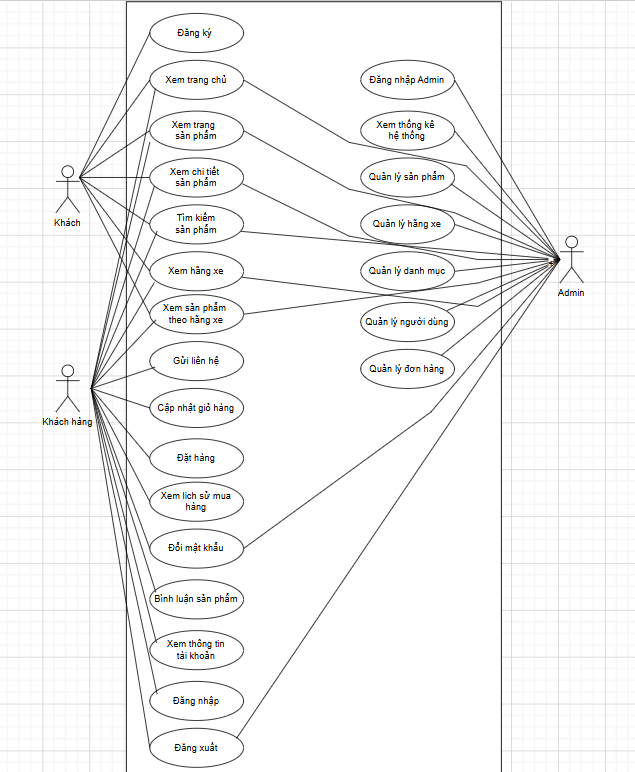 Đăng ký
Xem trang chủ
Xem trang
sản phẩm
Xem chi tiết
sản phẩm
Tìm kiếm
sản phẩm
Xem hãng xe
Xem sản phẩm
theo hãng xe
Gửi liên hệ
Cập nhật giỏ hàng
Đặt hàng
Xem lich sử mua
hàng
Đổi mật khẩu
Bình luận sản phẩm
Xem thông tin
tài khoản
Đăng nhập
Đăng xuất
Khách
Khách hàng
Đăng nhập Admin
Xem thống kê
hệ thống
Quản lý sản phẩm
Quản lý hãng xe
Quản lý danh mục
Quản lý người dùng
Quản lý đơn hàng
Admin